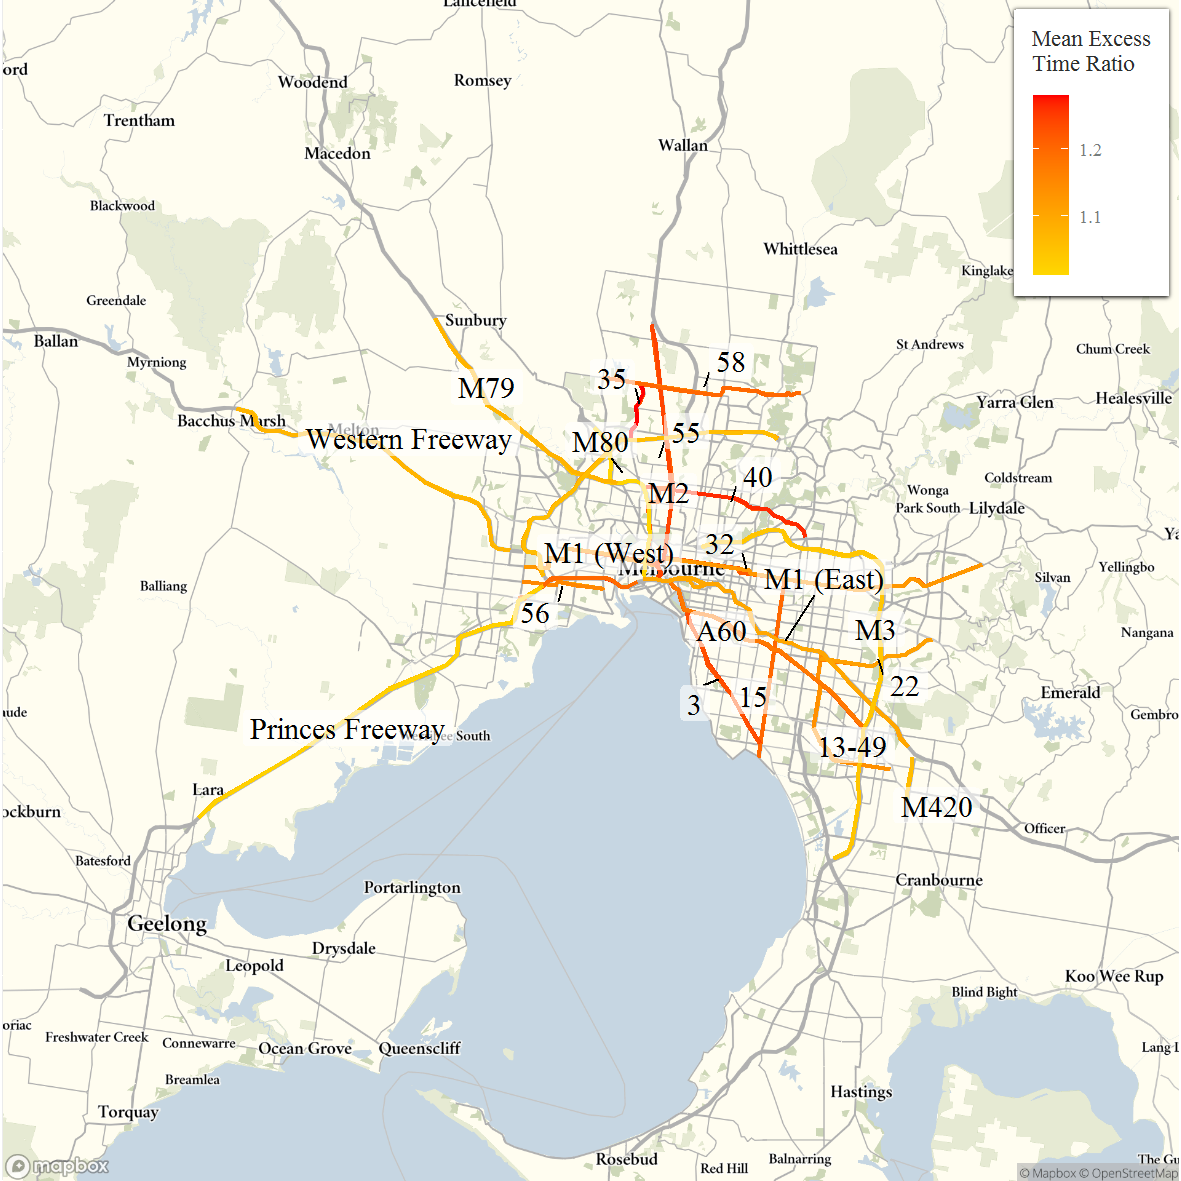 Lancefield
Mean Excess
Time Ratio
1.2
1.1
ord
Woodend
Romsey
Trentham
Macedon
Wallan
Blackwood
Whittlesea
Kinglake
Greendale
Sunbury
Ballan
Myrniong
St Andrews
Chum Creek
58
35
M79
Bacchus Marsh
Melton
Western Freeway
M80
55
Yarra Glen
Healesville
40
Coldstream
M2
Wonga
Park South
Lilydale
Ya
32
M1 (West)
Melbourne
M1 (East)
Balliang
Silvan
Yellingbo
56
A60
M3
Nangana
3
15
22
Emerald
aude
Gembro
Princes Freeway
South
13-49
Lara
ockburn
M420
Officer
Batesford
Cranbourne
Portarlington
Geelong
Drysdale
Leopold
Koo Wee Rup
Blind Bight
oriac
Freshwater Creek
Connewarre
Ocean Grove
Queenscliff
Lang L
Breamlea
Hastings
Torquay
Rosebud
Red Hill
Balnarring
The Gu
mapbox
© Mapbox © OpenStreetMap